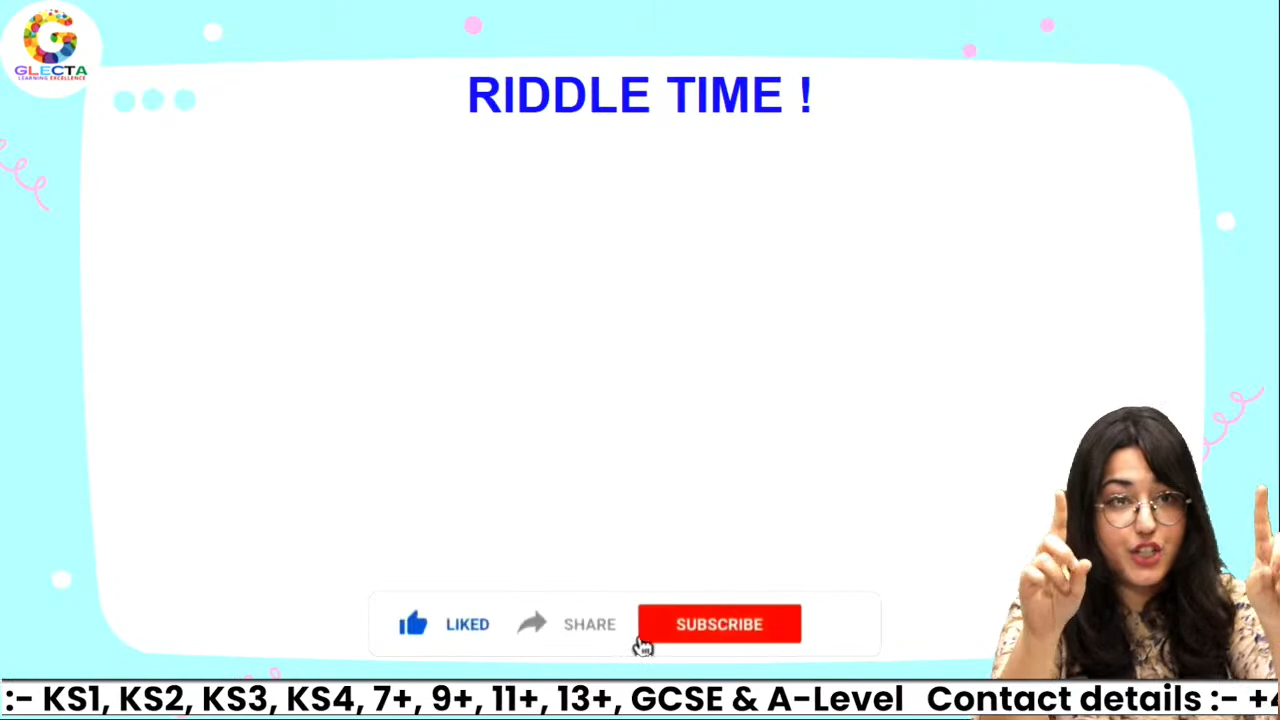 GLECTA
LEARNING EXCELLENCE
RIDDLE TIME !
LIKED SHARE SUBSCRIBE
:- KS1, KS2, KS3, KS4, 7+, 9+, 11+, 13+, GCSE & A-Level Contact details :- +4